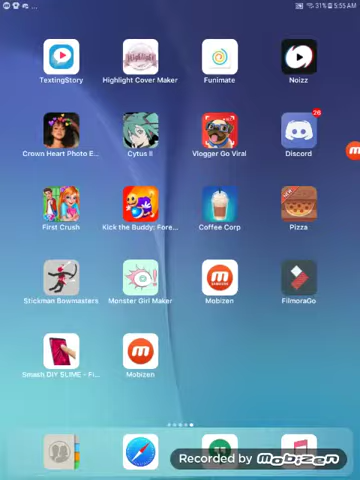 31% 5:55 AM
TextingStory
Highlight Cover Maker
Funimate
Noizz
Crown Heart Photo E...
Cytus II
Vlogger Go Viral
26
Discord
First Crush
Kick the Buddy: Fore...
Coffee Corp
NEW
Pizza
Stickman Bowmasters
Monster Girl Maker
Mobizen
FilmoraGo
Smash DIY SLIME - Fi...
Mobizen
Recorded by Mobizen